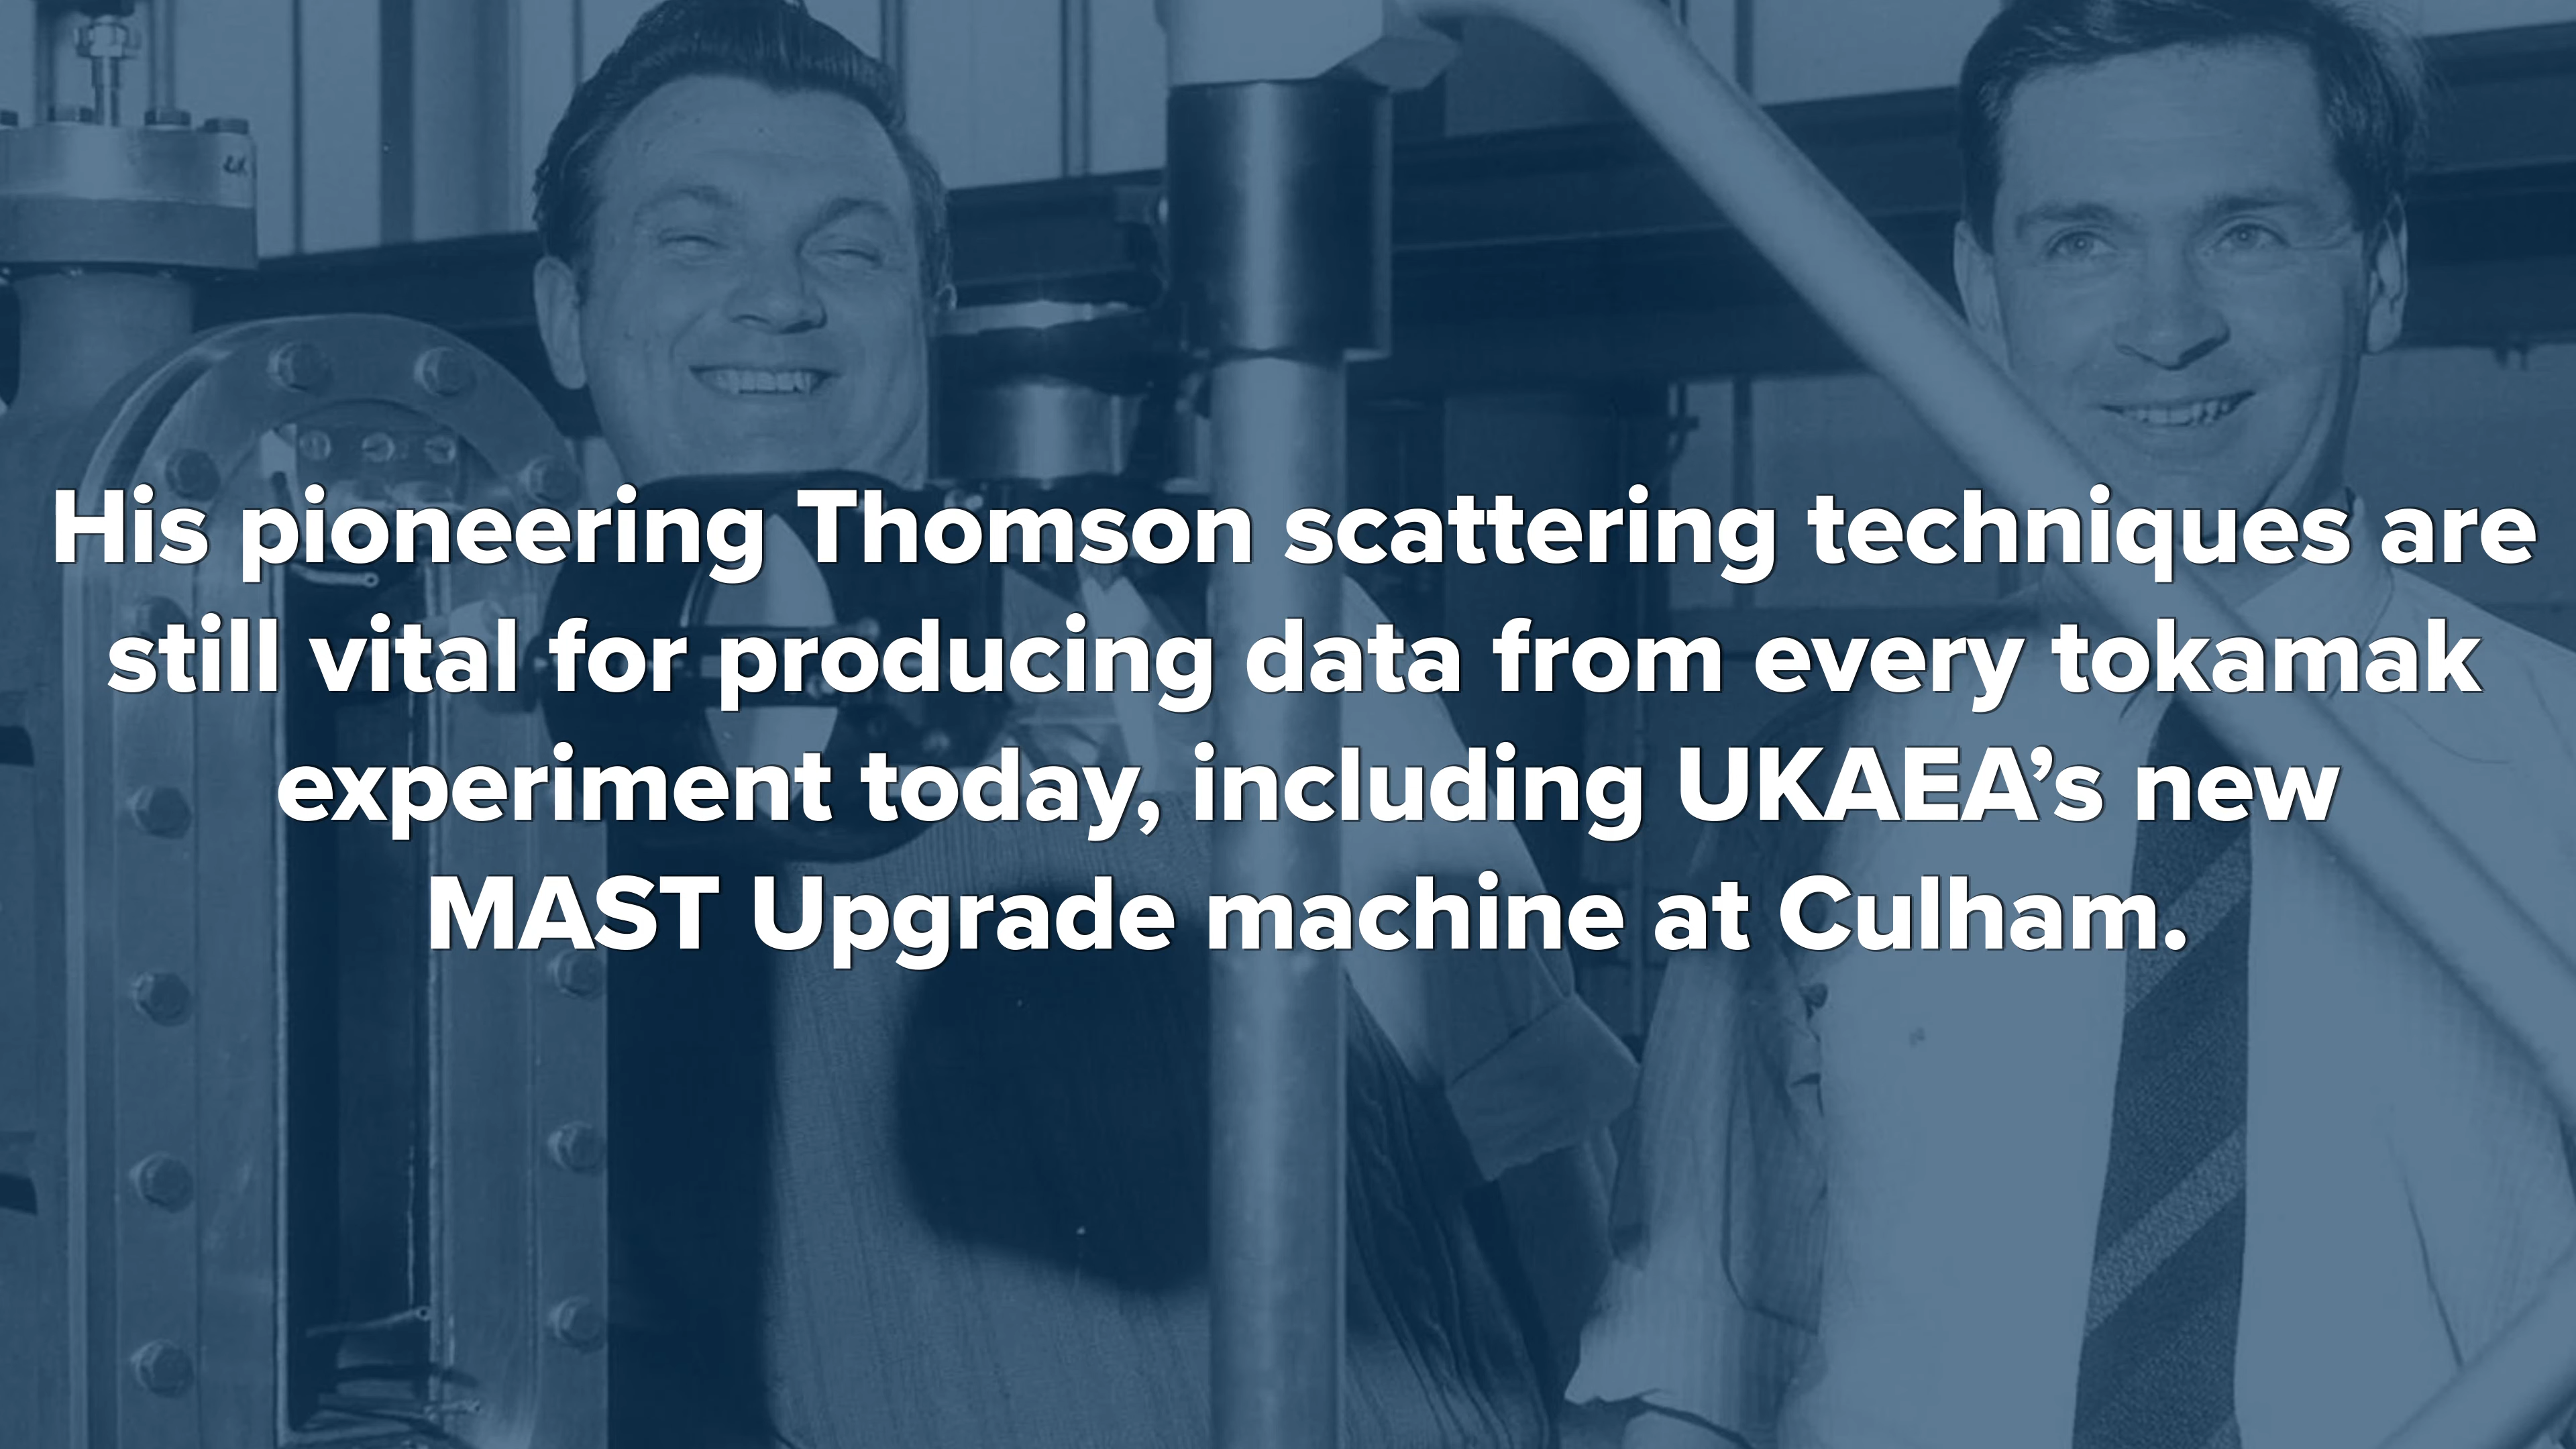 His pioneering Thomson scattering techniques are
still vital for producing data from every tokamak
experiment today, including UKAEA’s new
MAST Upgrade machine at Culham.